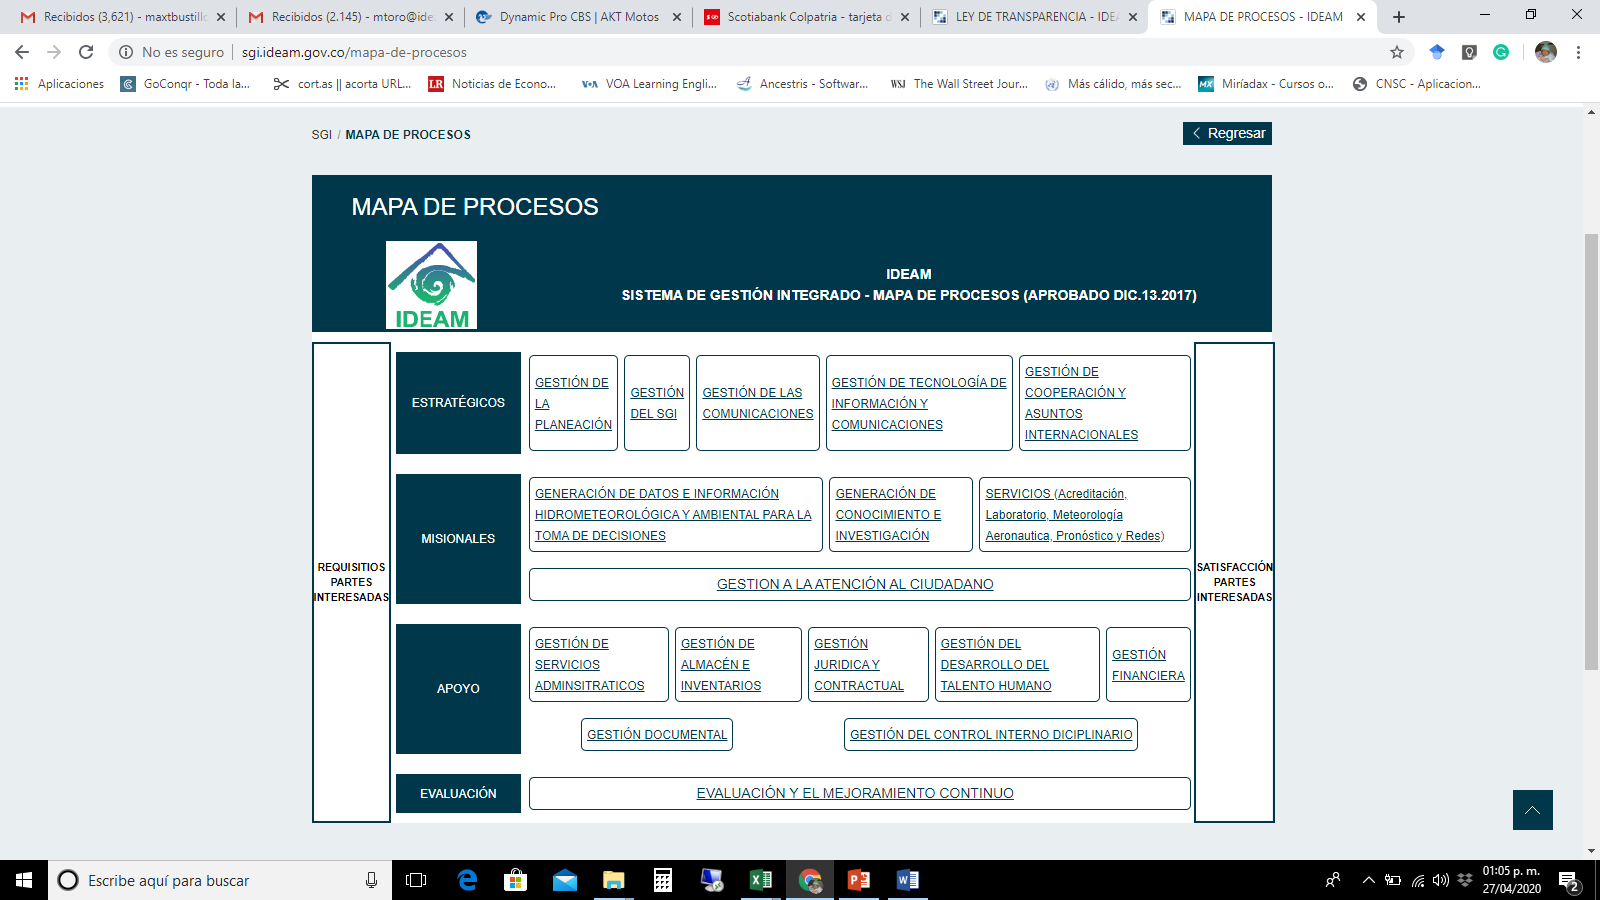 Recibidos (3,621) - maxtbustillo
Recibidos (2.145) - mtoro@idea
Dynamic Pro CBS | AKT Motos
Scotiabank Colpatria - tarjeta d
LEY DE TRANSPARENCIA - IDEA
MAPA DE PROCESOS - IDEAM
No es seguro
sgi.ideam.gov.co/mapa-de-procesos
Aplicaciones
GoConqr - Toda la...
cort.as || acorta URL...
LR Noticias de Econo...
VOA VOA Learning Engli...
Ancestris - Softwar...
WSJ The Wall Street Jour...
Más cálido, más sec...
MX Miríadax - Cursos o...
CNSC - Aplicacion...
SGI / MAPA DE PROCESOS
Regresar
MAPA DE PROCESOS
IDEAM
IDEAM
SISTEMA DE GESTIÓN INTEGRADO - MAPA DE PROCESOS (APROBADO DIC.13.2017)
REQUISITIOS
PARTES
INTERESADAS
ESTRATÉGICOS
GESTIÓN DE
LA
PLANEACIÓN
GESTIÓN
DEL SGI
GESTIÓN DE LAS
COMUNICACIONES
GESTIÓN DE TECNOLOGÍA DE
INFORMACIÓN Y
COMUNICACIONES
GESTIÓN DE
COOPERACIÓN Y
ASUNTOS
INTERNACIONALES
MISIONALES
GENERACIÓN DE DATOS E INFORMACIÓN
HIDROMETEOROLÓGICA Y AMBIENTAL PARA LA
TOMA DE DECISIONES
GENERACIÓN DE
CONOCIMIENTO E
INVESTIGACIÓN
SERVICIOS (Acreditación,
Laboratorio, Meteorología
Aeronautica, Pronóstico y Redes)
GESTION A LA ATENCIÓN AL CIUDADANO
APOYO
GESTIÓN DE
SERVICIOS
ADMINSITRATICOS
GESTIÓN DE
ALMACÉN E
INVENTARIOS
GESTIÓN
JURIDICA Y
CONTRACTUAL
GESTIÓN DEL
DESARROLLO DEL
TALENTO HUMANO
GESTIÓN
FINANCIERA
GESTIÓN DOCUMENTAL
GESTIÓN DEL CONTROL INTERNO DICIPLINARIO
EVALUACIÓN
EVALUACIÓN Y EL MEJORAMIENTO CONTINUO
SATISFACCIÓN
PARTES
INTERESADAS
Escribe aquí para buscar
01:05 p. m.
27/04/2020
2